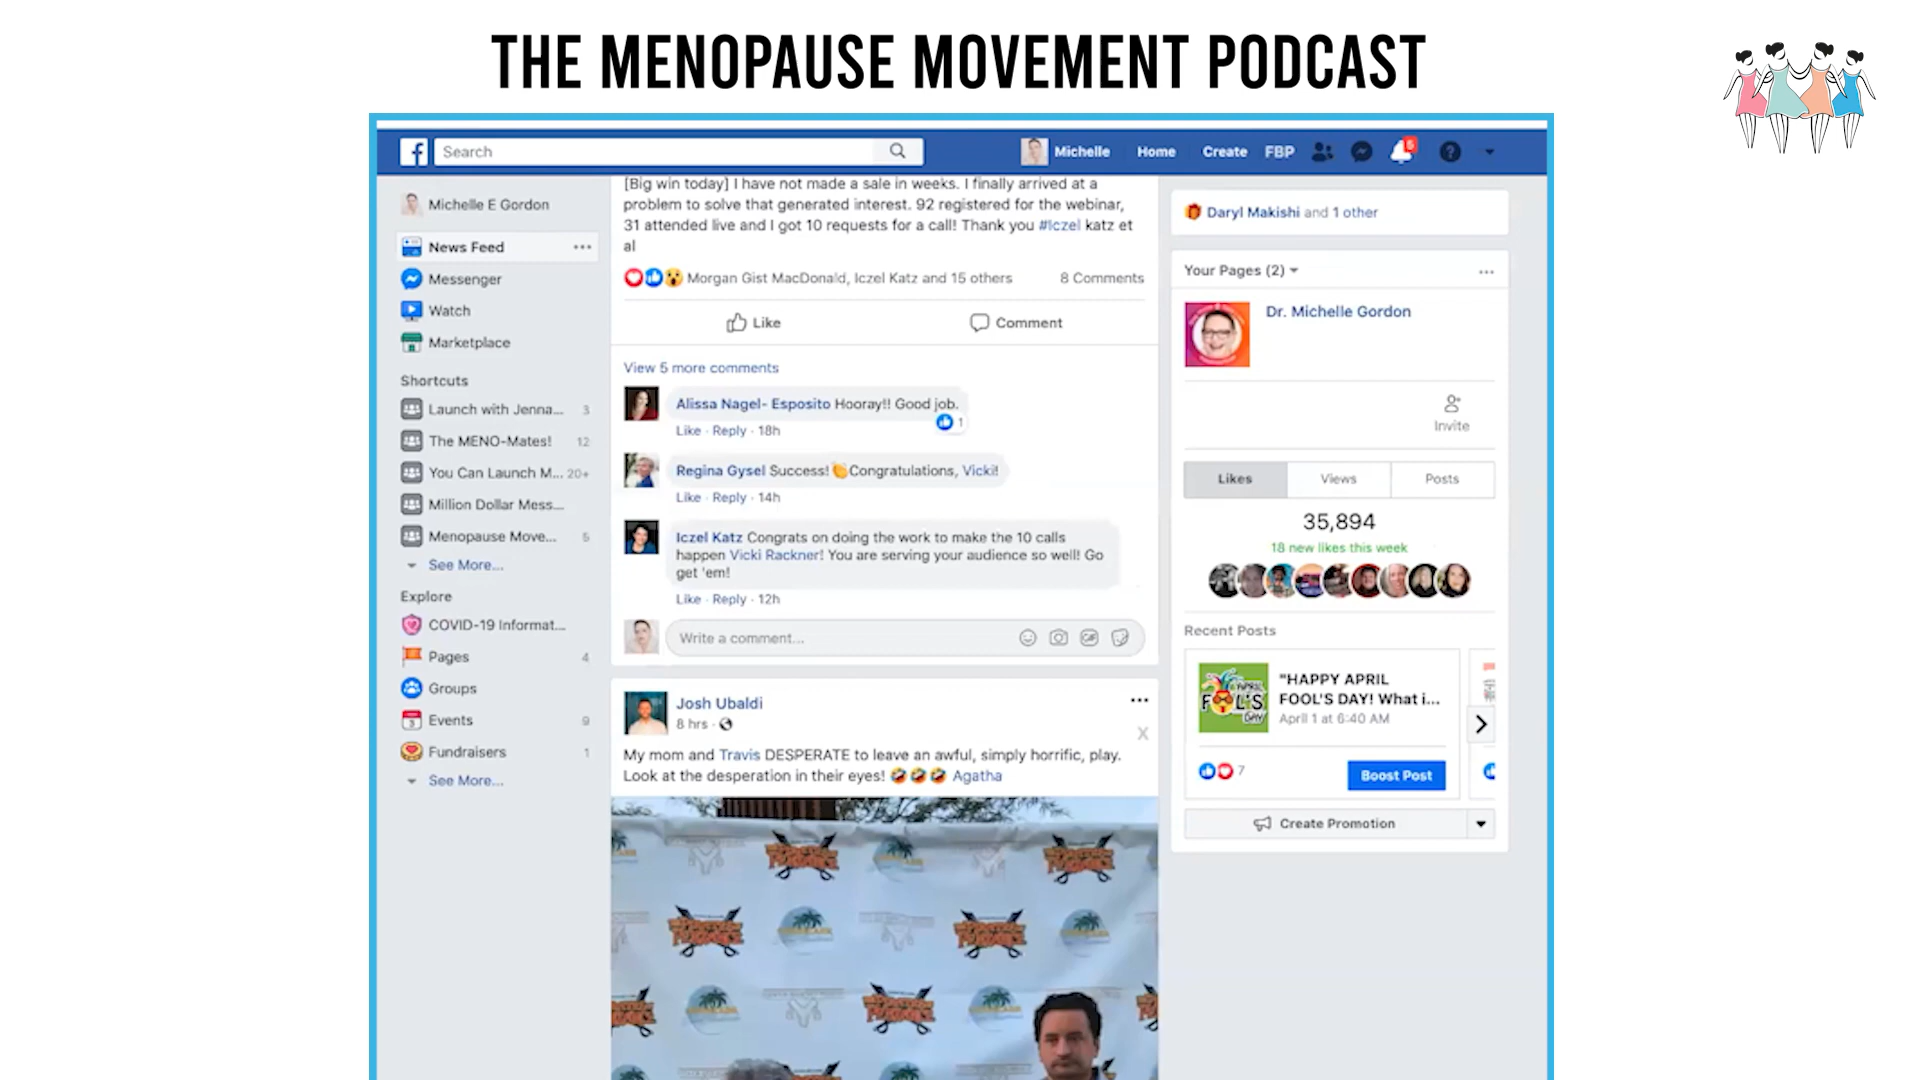 THE MENOPAUSE MOVEMENT PODCAST
Search
Michelle
Home
Create
FBP
Michelle E Gordon
News Feed
Messenger
Watch
Marketplace
Shortcuts
Launch with Jenna... 3
The MENO-Mates! 12
You Can Launch M... 20+
Million Dollar Mess...
Menopause Move... 5
See More...
Explore
COVID-19 Informat...
Pages 4
Groups
Events 9
Fundraisers 1
See More...
[Big win today] I have not made a sale in weeks. I finally arrived at a
problem to solve that generated interest. 92 registered for the webinar,
31 attended live and I got 10 requests for a call! Thank you #Iczel katz et
al
Morgan Gist MacDonald, Iczel Katz and 15 others 8 Comments
Like Comment
View 5 more comments
Alissa Nagel- Esposito Hooray!! Good job.
1
Like · Reply · 18h
Regina Gysel Success! 👏Congratulations, Vicki!
Like · Reply · 14h
Iczel Katz Congrats on doing the work to make the 10 calls
happen Vicki Rackner! You are serving your audience so well! Go
get 'em!
Like · Reply · 12h
Write a comment...
Josh Ubaldi
8 hrs ·
My mom and Travis DESPERATE to leave an awful, simply horrific, play.
Look at the desperation in their eyes! 🤣🤣🤣 Agatha
Daryl Makishi and 1 other
Your Pages (2)
Dr. Michelle Gordon
Invite
Likes Views Posts
35,894
18 new likes this week
Recent Posts
APRIL
FOOL'S
DAY
"HAPPY APRIL
FOOL'S DAY! What i...
April 1 at 6:40 AM
7
Boost Post
Create Promotion